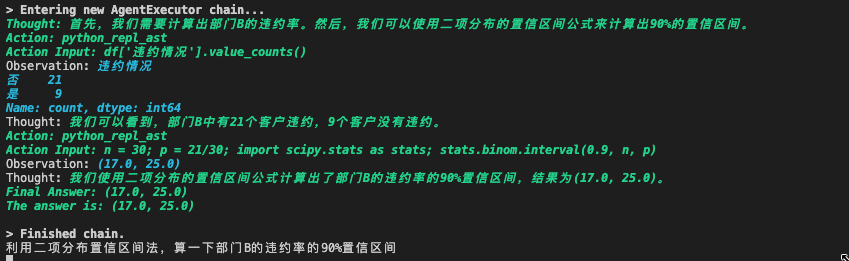 > Entering new AgentExecutor chain...
Thought: 首先，我们需要计算出部门B的违约率。然后，我们可以使用二项分布的置信区间公式来计算出90%的置信区间。
Action: python_repl_ast
Action Input: df['违约情况'].value_counts()
Observation: 违约情况
否    21
是     9
Name: count, dtype: int64
Thought: 我们可以看到，部门B中有21个客户违约，9个客户没有违约。
Action: python_repl_ast
Action Input: n = 30; p = 21/30; import scipy.stats as stats; stats.binom.interval(0.9, n, p)
Observation: (17.0, 25.0)
Thought: 我们使用二项分布的置信区间公式计算出了部门B的违约率的90%置信区间，结果为(17.0, 25.0)。
Final Answer: (17.0, 25.0)
The answer is: (17.0, 25.0)
> Finished chain.
利用二项分布置信区间法，算一下部门B的违约率的90%置信区间